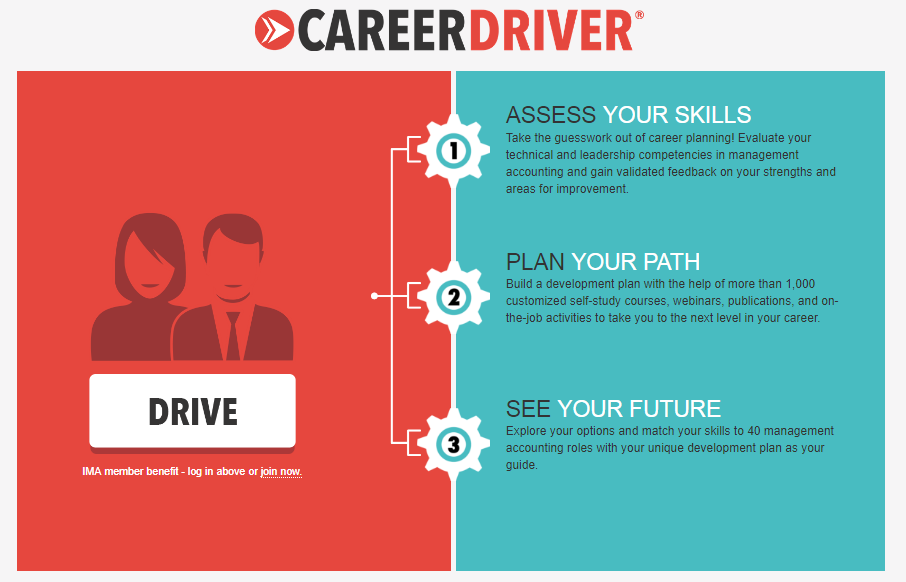 CAREERDRIVER®
DRIVE
IMA member benefit - log in above or join now.
1
ASSESS YOUR SKILLS
Take the guesswork out of career planning! Evaluate your
technical and leadership competencies in management
accounting and gain validated feedback on your strengths and
areas for improvement.
2
PLAN YOUR PATH
Build a development plan with the help of more than 1,000
customized self-study courses, webinars, publications, and on-
the-job activities to take you to the next level in your career.
3
SEE YOUR FUTURE
Explore your options and match your skills to 40 management
accounting roles with your unique development plan as your
guide.